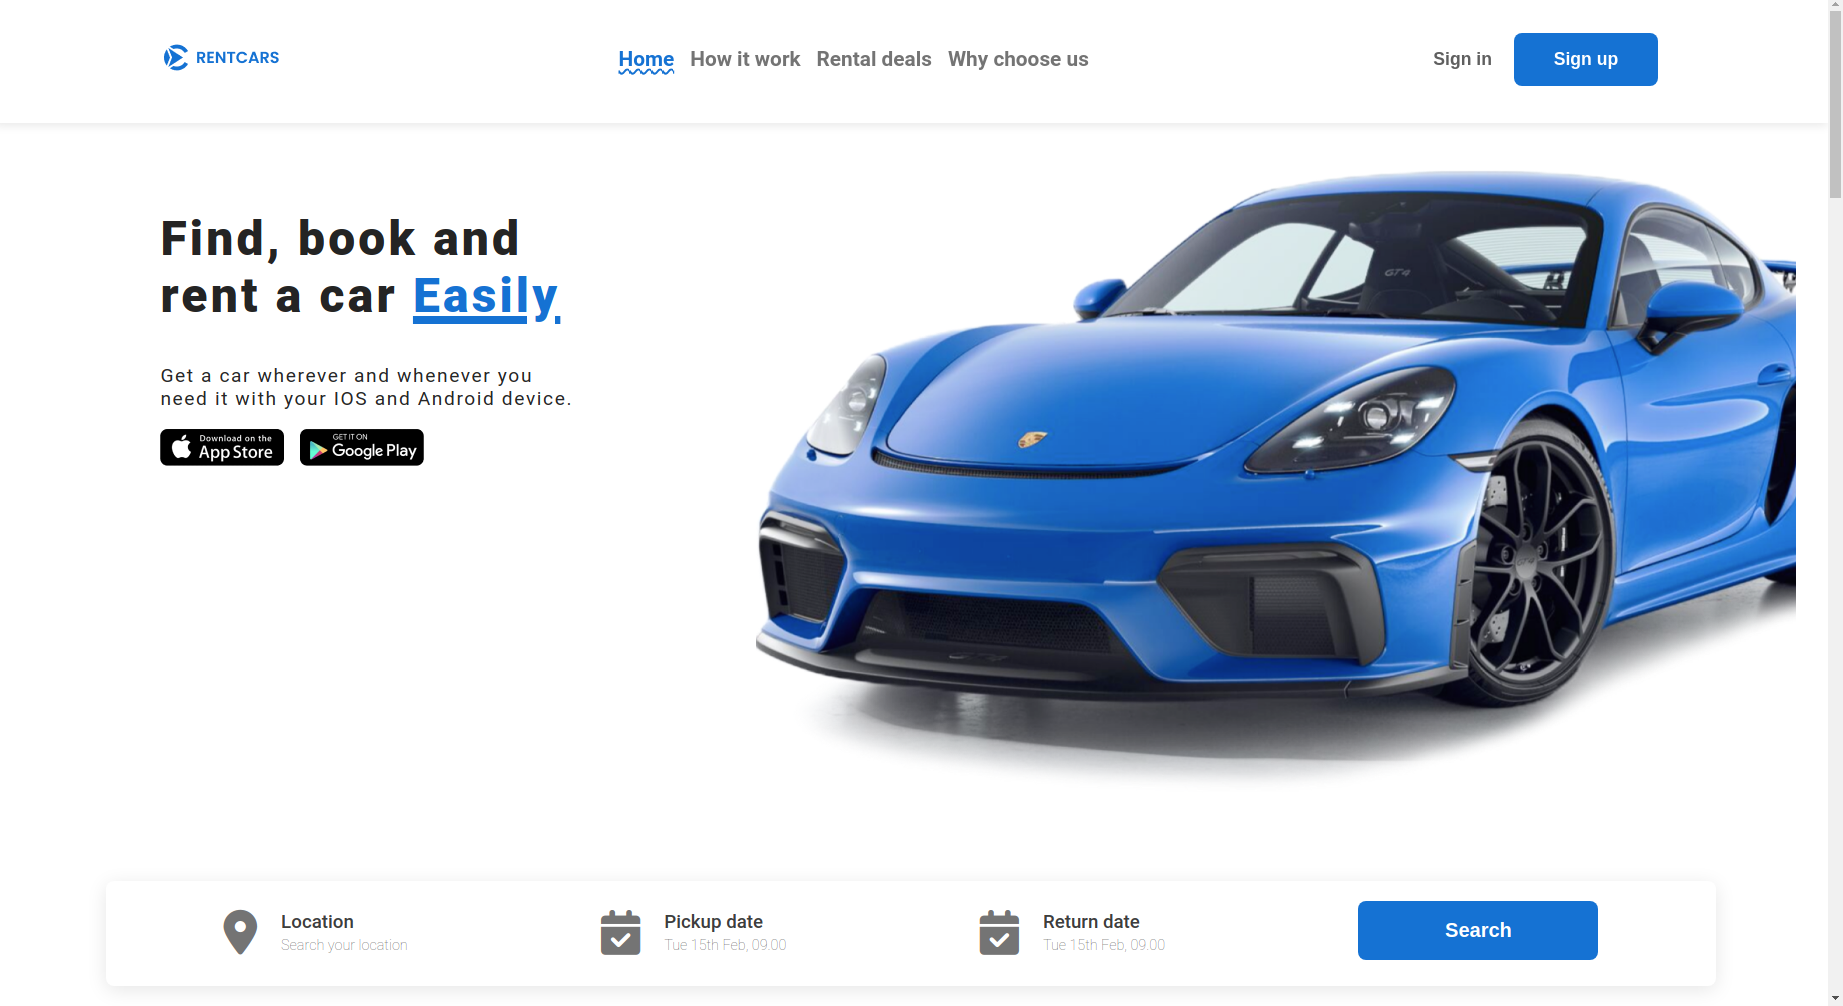 RENTCARS
Home How it work Rental deals Why choose us
Sign in Sign up
Find, book and
rent a car Easily
Get a car wherever and whenever you
need it with your IOS and Android device.
Download on the
App Store
GET IT ON
Google Play
GT4
Location
Search your location
Pickup date
Tue 15th Feb, 09.00
Return date
Tue 15th Feb, 09.00
Search